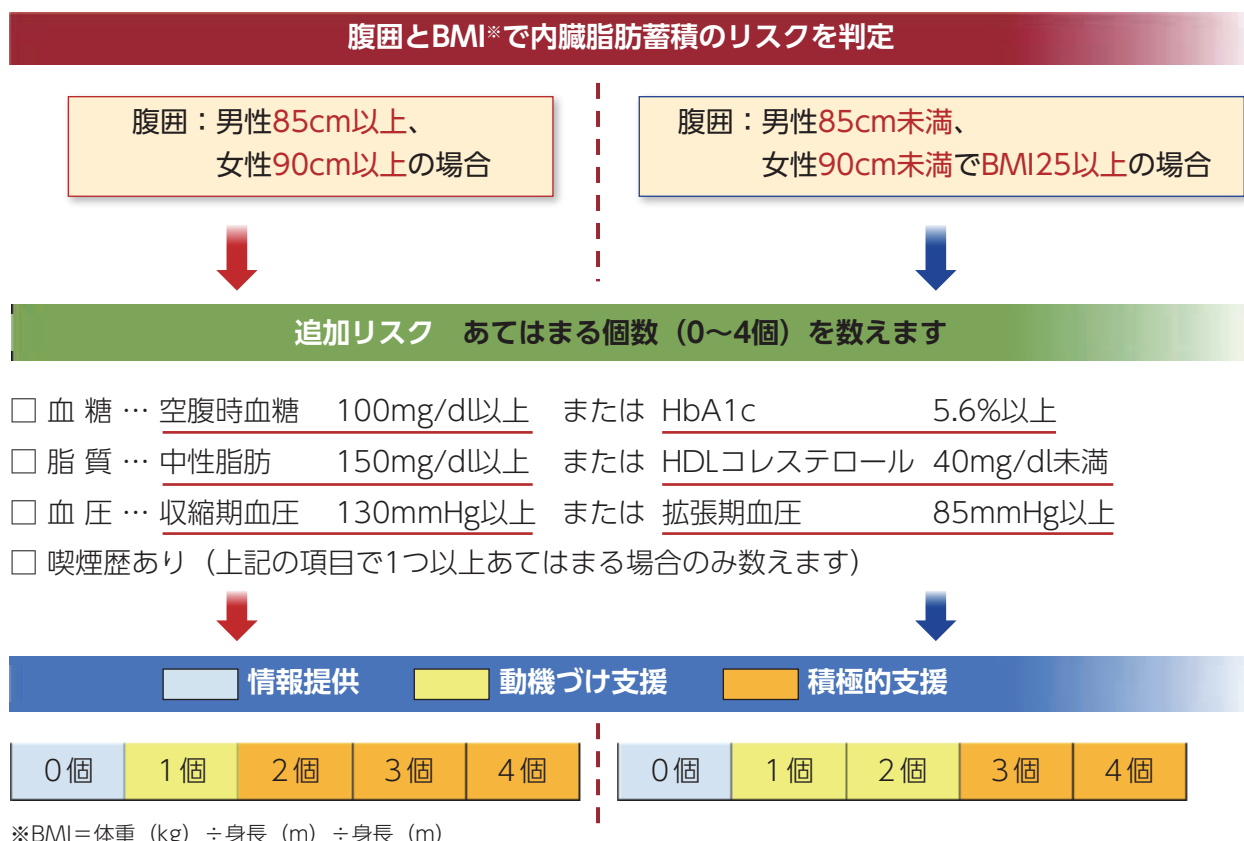 腹囲とBMI※で内臓脂肪蓄積のリスクを判定
腹囲：男性85cm以上、
女性90cm以上の場合
腹囲：男性85cm未満、
女性90cm未満でBMI25以上の場合
追加リスク　あてはまる個数（0〜4個）を数えます
□ 血 糖 … 空腹時血糖　100mg/dl以上　または HbA1c　5.6%以上
□ 脂 質 … 中性脂肪　150mg/dl以上　または HDLコレステロール 40mg/dl未満
□ 血 圧 … 収縮期血圧　130mmHg以上　または 拡張期血圧　85mmHg以上
□ 喫煙歴あり（上記の項目で1つ以上あてはまる場合のみ数えます）
情報提供　動機づけ支援　積極的支援
0個　1個　2個　3個　4個　0個　1個　2個　3個　4個
※BMI＝体重（kg）÷身長（m）÷身長（m）